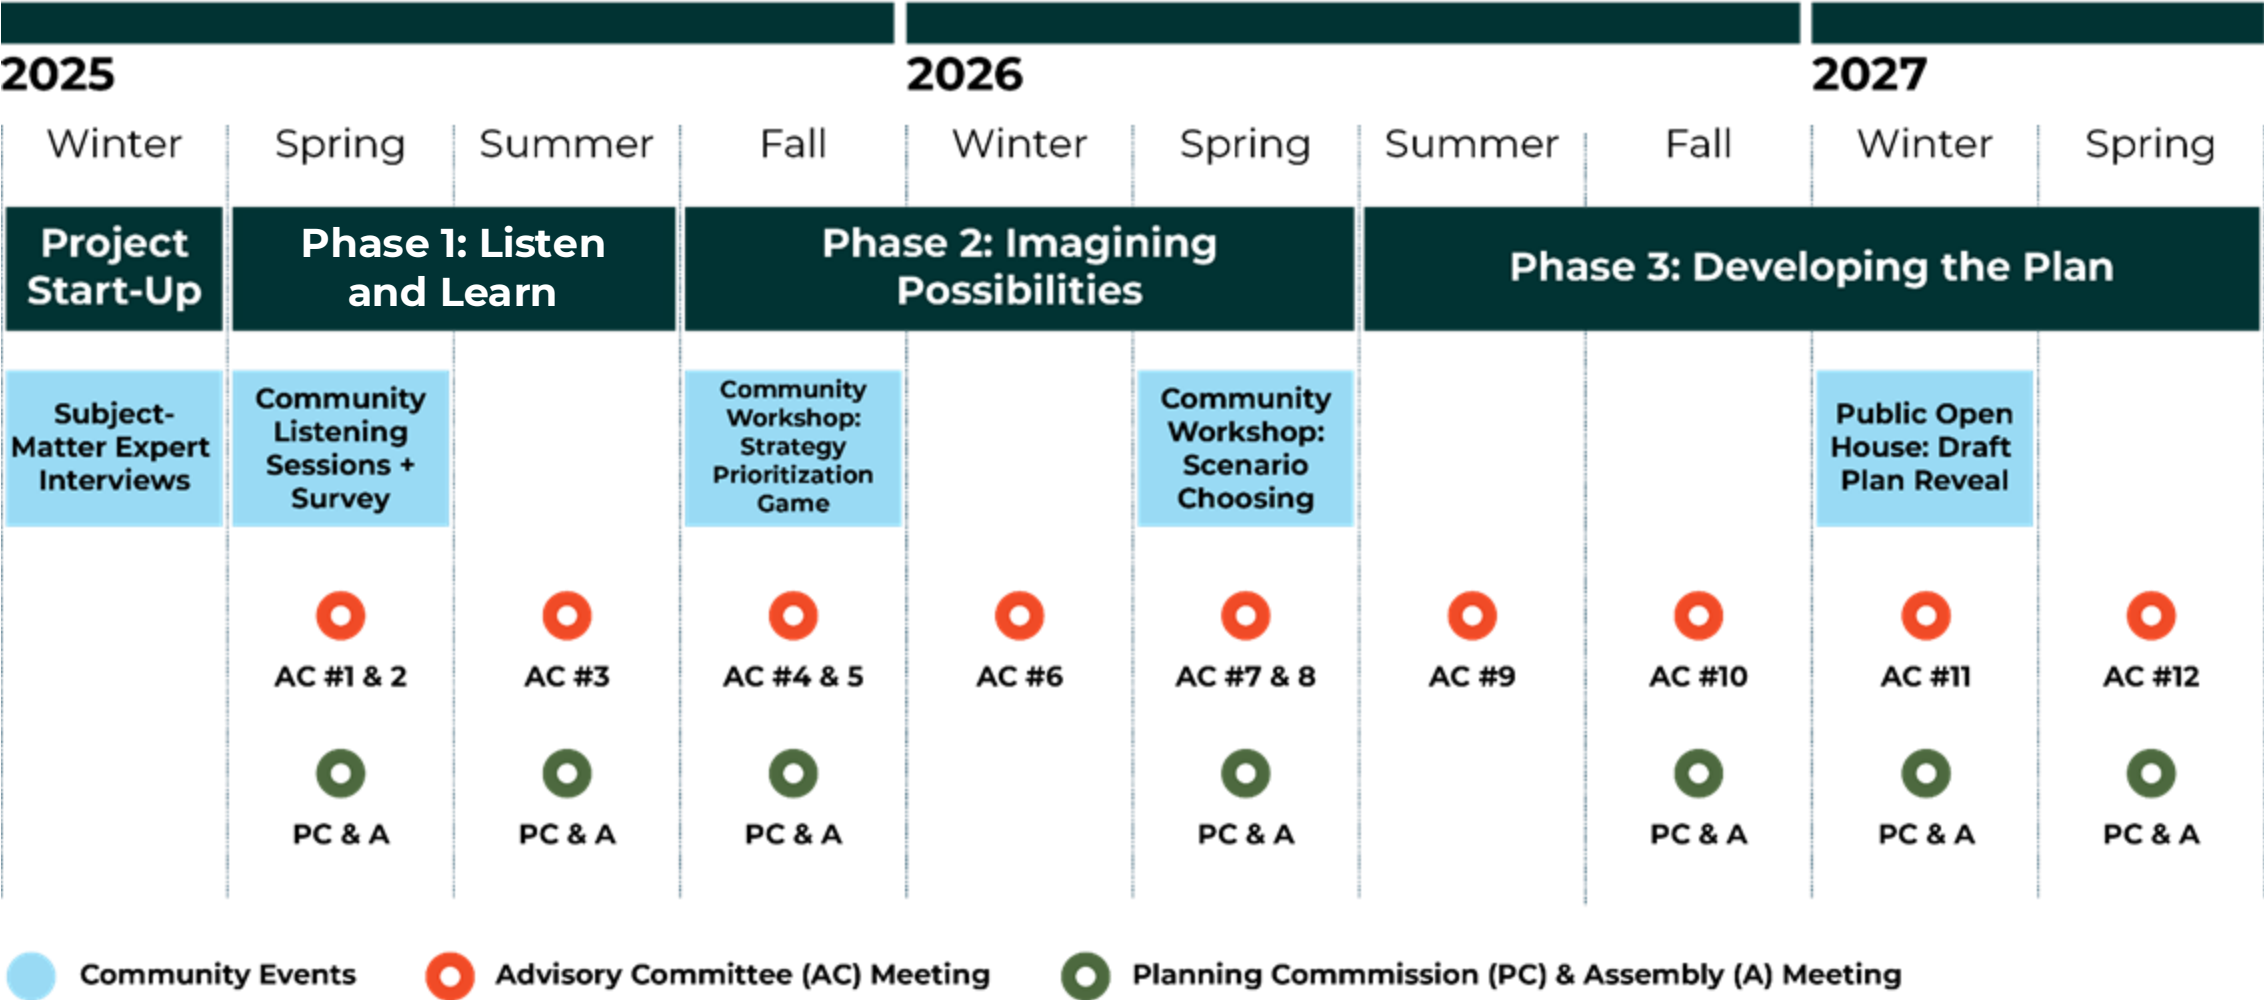 2025
2026
2027
Winter
Spring
Summer
Fall
Winter
Spring
Summer
Fall
Winter
Spring
Project
Start-Up
Phase 1: Listen
and Learn
Phase 2: Imagining
Possibilities
Phase 3: Developing the Plan
Subject-
Matter Expert
Interviews
Community
Listening
Sessions +
Survey
Community
Workshop:
Strategy
Prioritization
Game
Community
Workshop:
Scenario
Choosing
Public Open
House: Draft
Plan Reveal
AC #1 & 2
AC #3
AC #4 & 5
AC #6
AC #7 & 8
AC #9
AC #10
AC #11
AC #12
PC & A
PC & A
PC & A
PC & A
PC & A
PC & A
PC & A
Community Events
Advisory Committee (AC) Meeting
Planning Commmission (PC) & Assembly (A) Meeting